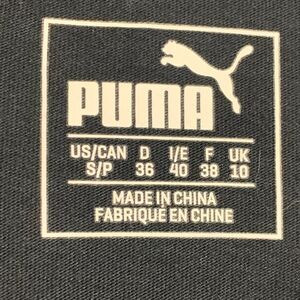 PUMA
US/CAN D I/E F UK
S/P 36 40 38 10
MADE IN CHINA
FABRIQUÉ EN CHINE